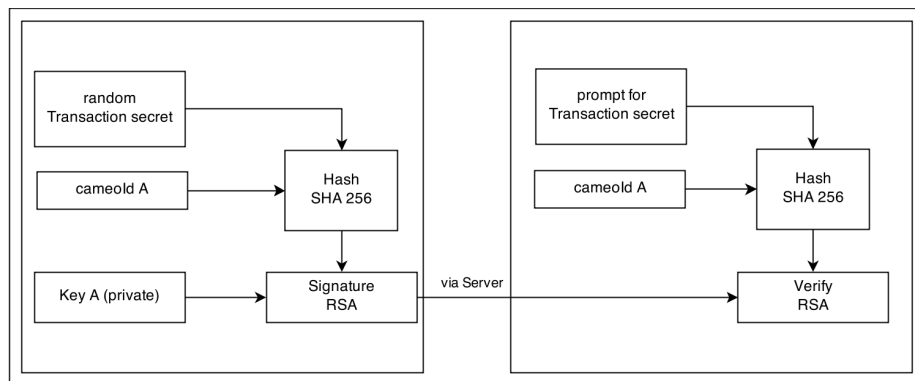 random
Transaction secret
cameoId A
Hash
SHA 256
Key A (private)
Signature
RSA
via Server
prompt for
Transaction secret
cameoId A
Hash
SHA 256
Verify
RSA